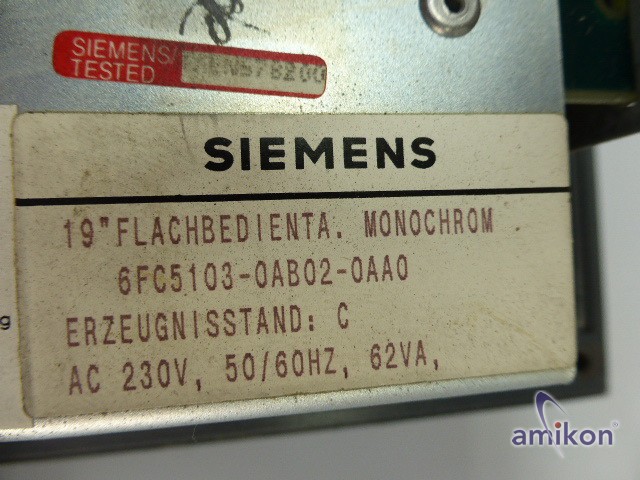 SIEMENS/
TESTED
SIEMENS
19"FLACHBEDIENTA. MONOCHROM
6FC5103-0AB02-0AA0
ERZEUGNISSTAND: C
AC 230V, 50/60HZ, 62VA,
g
amikon